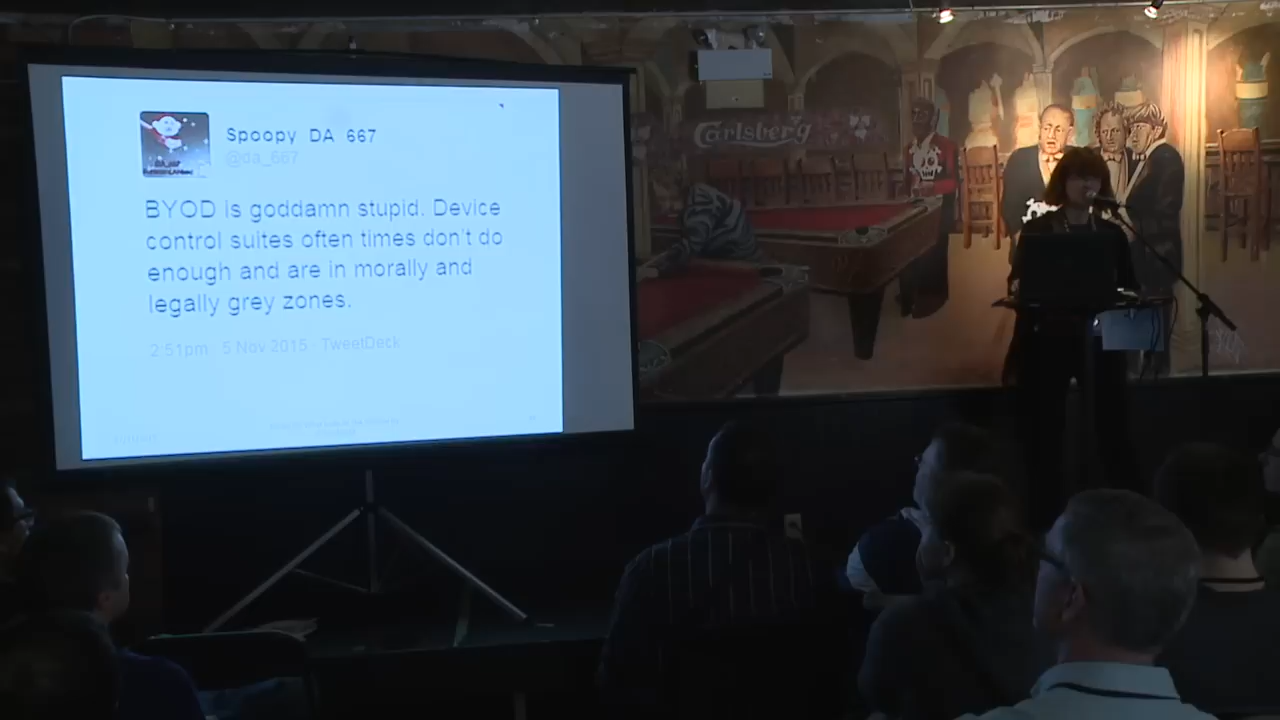 Spoopy DA 667
@da_667
BYOD is goddamn stupid. Device
control suites often times don't do
enough and are in morally and
legally grey zones.
2:51pm · 5 Nov 2015 · TweetDeck
Carlsberg